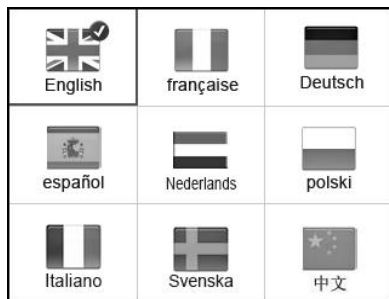 English
française
Deutsch
español
Nederlands
polski
Italiano
Svenska
中文